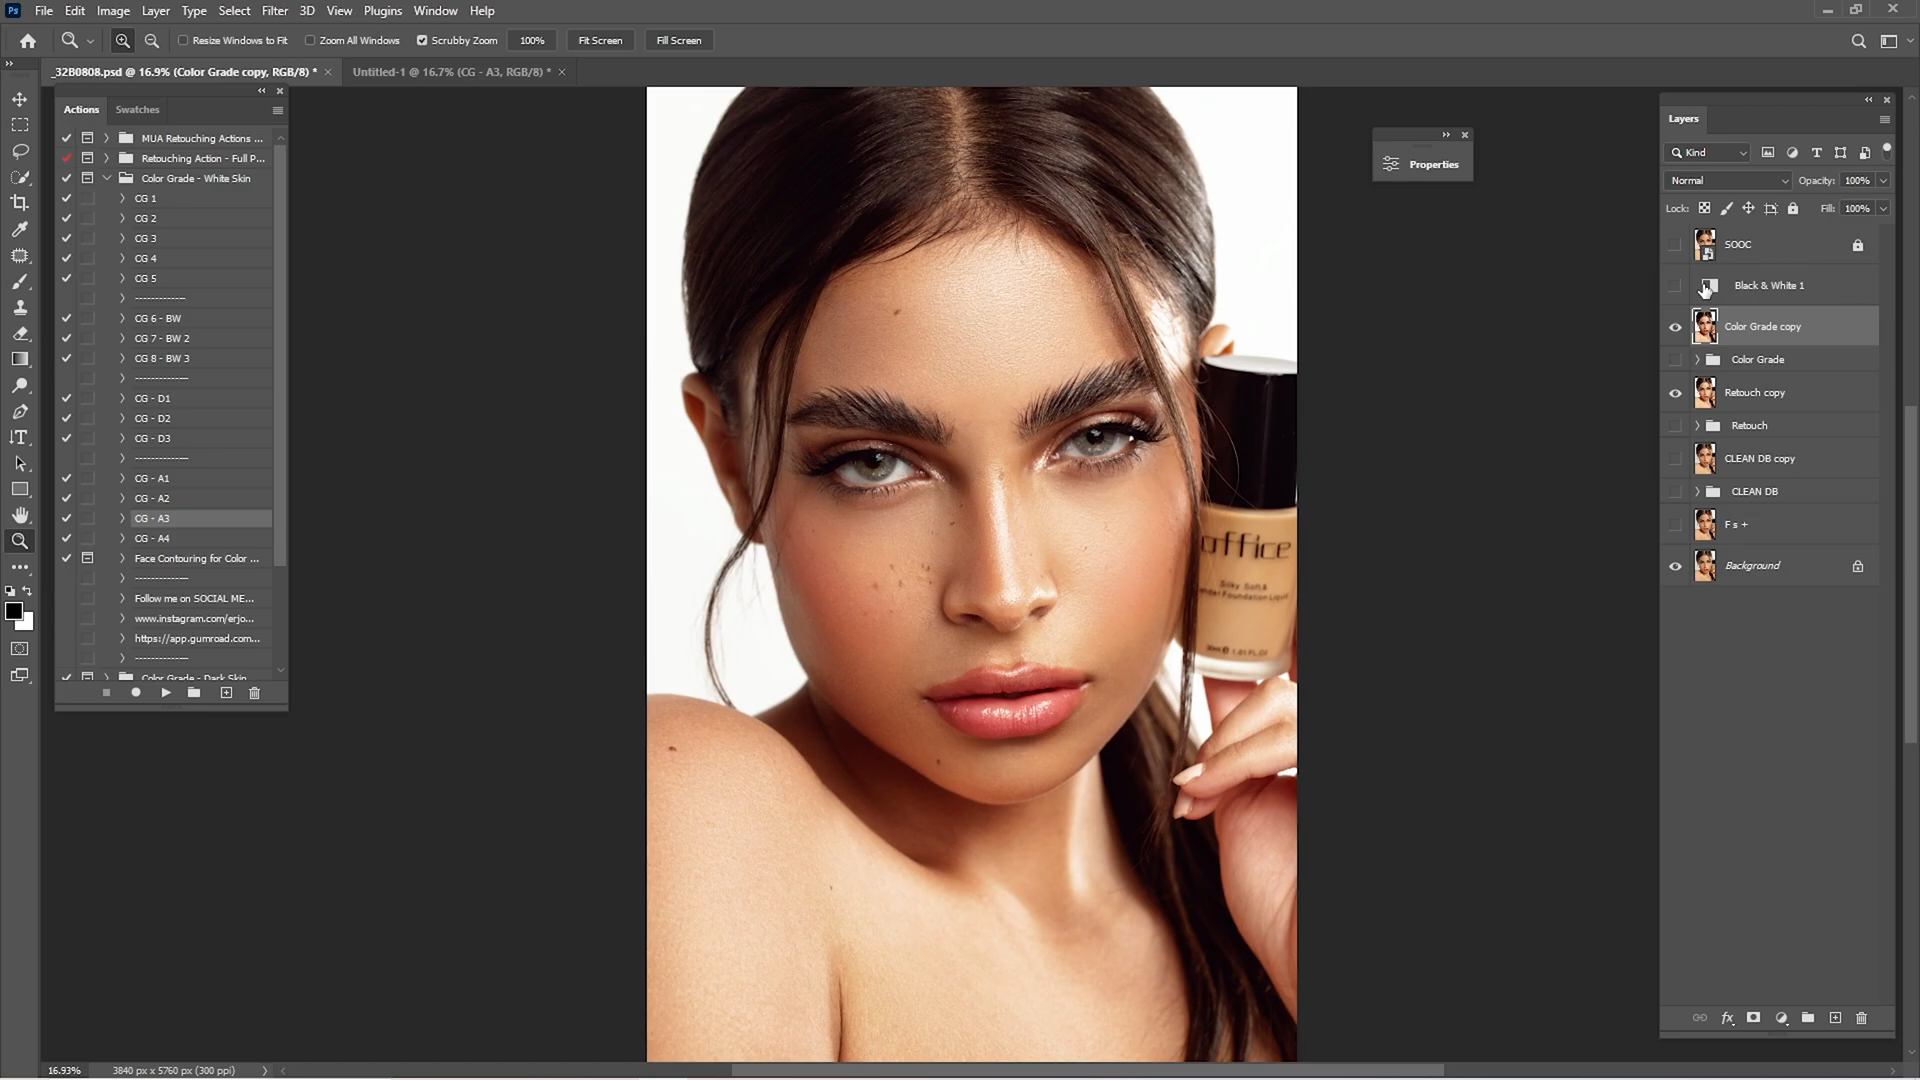 Ps File Edit Image Layer Type Select Filter 3D View Plugins Window Help
Resize Windows to Fit Zoom All Windows Scrubby Zoom 100% Fit Screen Fill Screen
_32B0808.psd @ 16.9% (Color Grade copy, RGB/8) * × Untitled-1 @ 16.7% (CG - A3, RGB/8) * ×
Actions Swatches
MUA Retouching Actions ...
Retouching Action - Full P...
Color Grade - White Skin
CG 1
CG 2
CG 3
CG 4
CG 5
-------------
CG 6 - BW
CG 7 - BW 2
CG 8 - BW 3
--------------
CG - D1
CG - D2
CG - D3
--------------
CG - A1
CG - A2
CG - A3
CG - A4
Face Contouring for Color ...
--------------
Follow me on SOCIAL ME...
www.instagram.com/erjo...
https://app.gumroad.com...
--------------
Color Grade - Dark Skin
office
Silky Soft &
Foundation Liquid
Properties
Layers
Kind
Normal Opacity: 100%
Lock: Fill: 100%
SOOC
Black & White 1
Color Grade copy
Color Grade
Retouch copy
Retouch
CLEAN DB copy
CLEAN DB
F s +
Background
fx
16.93% 3840 px x 5760 px (300 ppi)